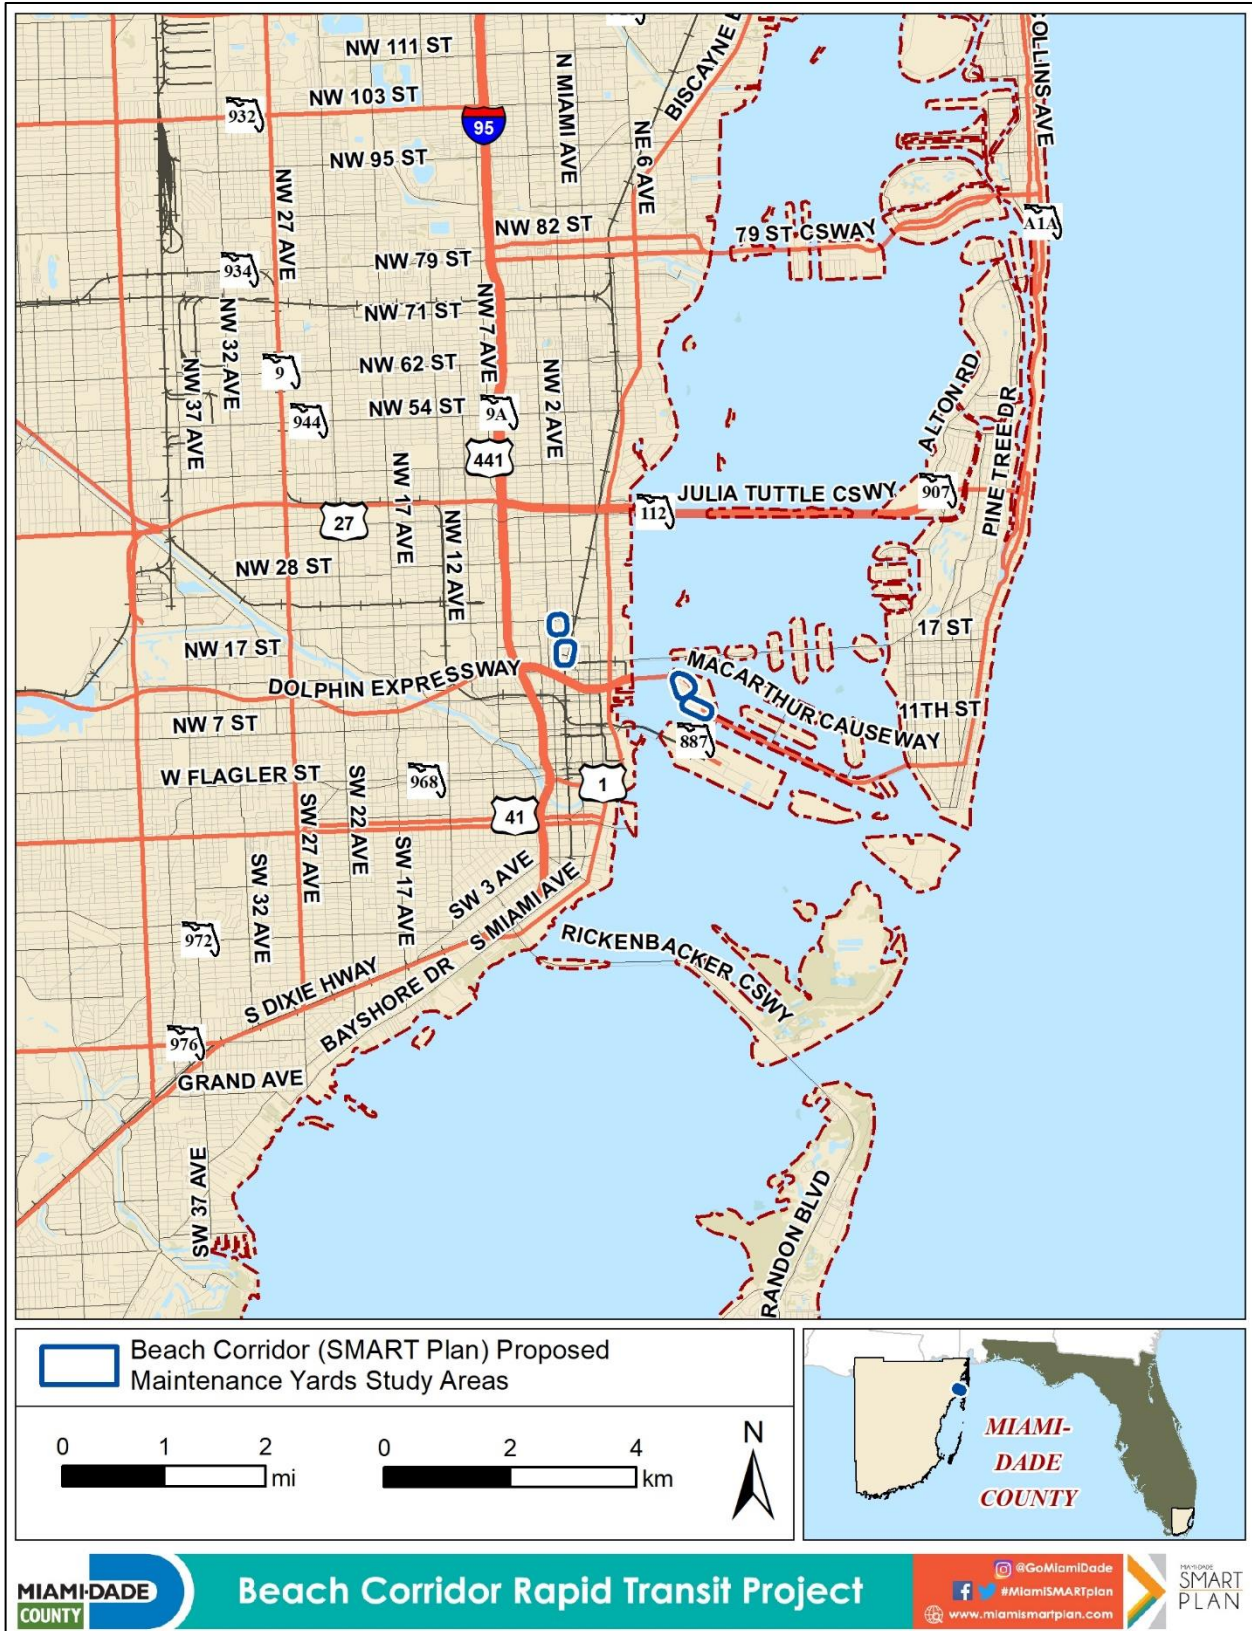 NW 111 ST
N MIAMI AVE
BISCAYNE B
COLLINS AVE
NW 103 ST
932
95
NE 6 AVE
NW 95 ST
NW 27 AVE
NW 82 ST
79 ST CSWAY
A1A
NW 79 ST
934
NW 32 AVE
NW 71 ST
NW 7 AVE
NW 62 ST
9
NW 37 AVE
NW 2 AVE
ALTON RD
NW 54 ST
9A
944
PINE TREE DR
441
NW 17 AVE
JULIA TUTTLE CSWY
907
112
27
NW 12 AVE
NW 28 ST
17 ST
NW 17 ST
DOLPHIN EXPRESSWAY
MACARTHUR CAUSEWAY
11TH ST
NW 7 ST
887
W FLAGLER ST
968
SW 22 AVE
SW 27 AVE
1
41
SW 17 AVE
SW 32 AVE
SW 3 AVE
S MIAMI AVE
972
RICKENBACKER CSWY
S DIXIE HWAY
BAYSHORE DR
976
GRAND AVE
SW 37 AVE
RANDON BLVD
Beach Corridor (SMART Plan) Proposed
Maintenance Yards Study Areas
0 1 2
mi
0 2 4
km
N
MIAMI-
DADE
COUNTY
MIAMI-DADE
COUNTY
Beach Corridor Rapid Transit Project
@GoMiamiDade
#MiamiSMARTplan
www.miamismartplan.com
MIAMI-DADE
SMART
PLAN